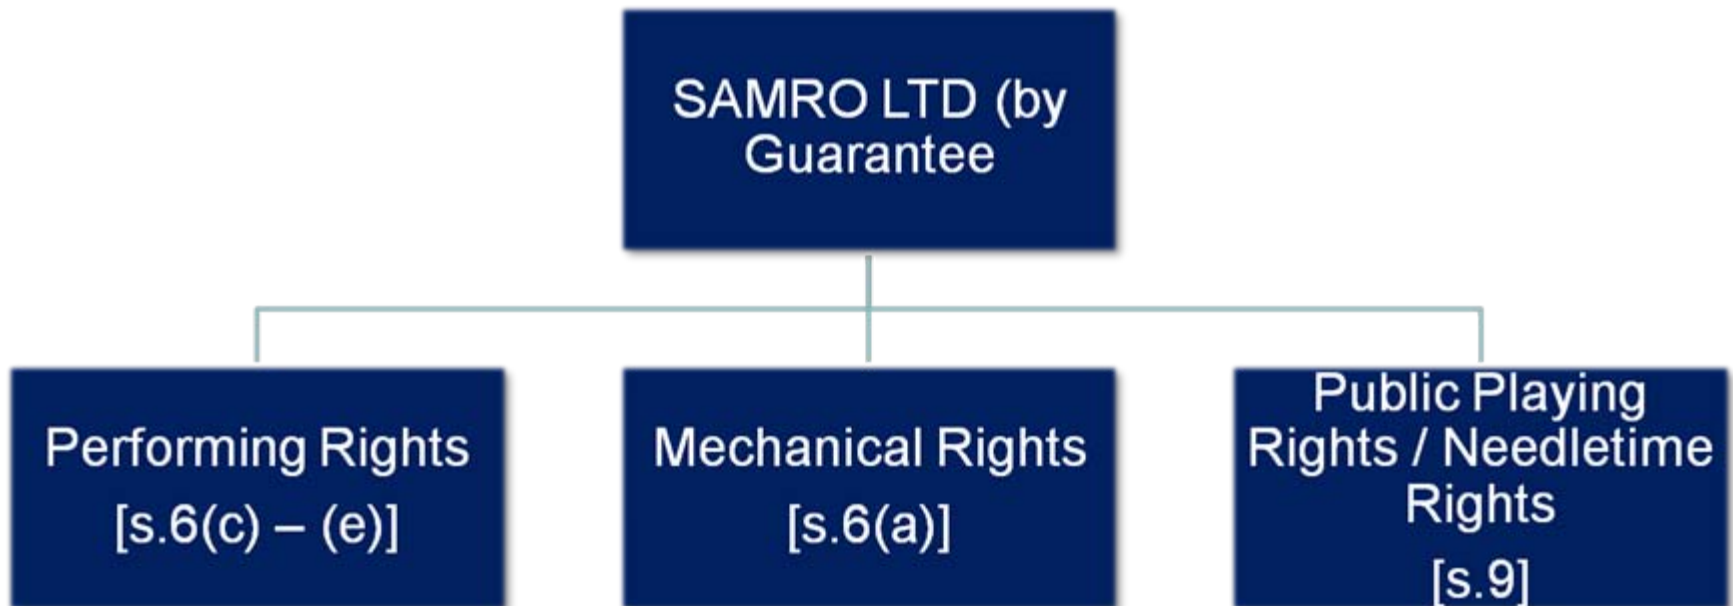 SAMRO LTD (by
Guarantee
Performing Rights
[s.6(c) – (e)]
Mechanical Rights
[s.6(a)]
Public Playing
Rights / Needletime
Rights
[s.9]